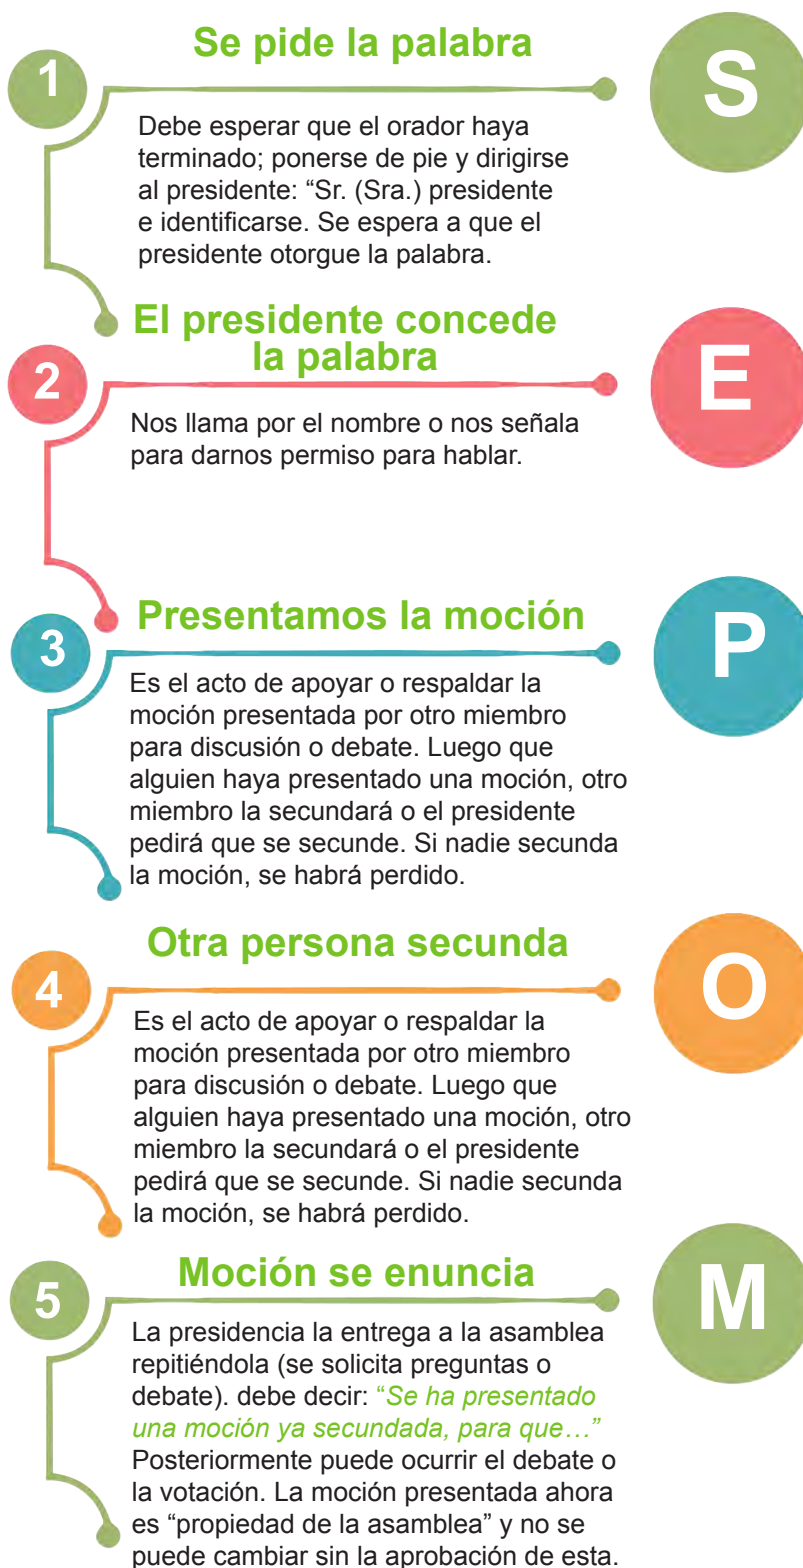 Se pide la palabra
1
S
Debe esperar que el orador haya
terminado; ponerse de pie y dirigirse
al presidente: “Sr. (Sra.) presidente
e identificarse. Se espera a que el
presidente otorgue la palabra.
El presidente concede
la palabra
2
E
Nos llama por el nombre o nos señala
para darnos permiso para hablar.
Presentamos la moción
3
P
Es el acto de apoyar o respaldar la
moción presentada por otro miembro
para discusión o debate. Luego que
alguien haya presentado una moción, otro
miembro la secundará o el presidente
pedirá que se secunde. Si nadie secunda
la moción, se habrá perdido.
Otra persona secunda
4
O
Es el acto de apoyar o respaldar la
moción presentada por otro miembro
para discusión o debate. Luego que
alguien haya presentado una moción, otro
miembro la secundará o el presidente
pedirá que se secunde. Si nadie secunda
la moción, se habrá perdido.
Moción se enuncia
5
M
La presidencia la entrega a la asamblea
repitiéndola (se solicita preguntas o
debate). debe decir: “Se ha presentado
una moción ya secundada, para que…”
Posteriormente puede ocurrir el debate o
la votación. La moción presentada ahora
es “propiedad de la asamblea” y no se
puede cambiar sin la aprobación de esta.